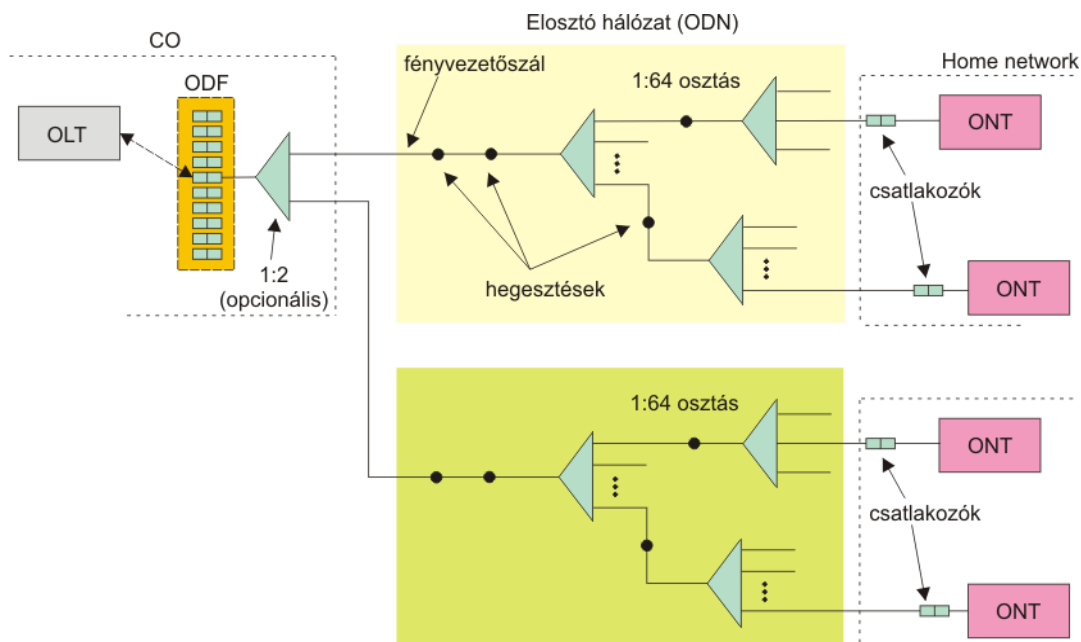 Elosztó hálózat (ODN)
CO
Home network
fényvezetőszál
1:64 osztás
ODF
OLT
ONT
csatlakozók
1:2
(opcionális)
hegesztések
ONT
1:64 osztás
ONT
csatlakozók
ONT